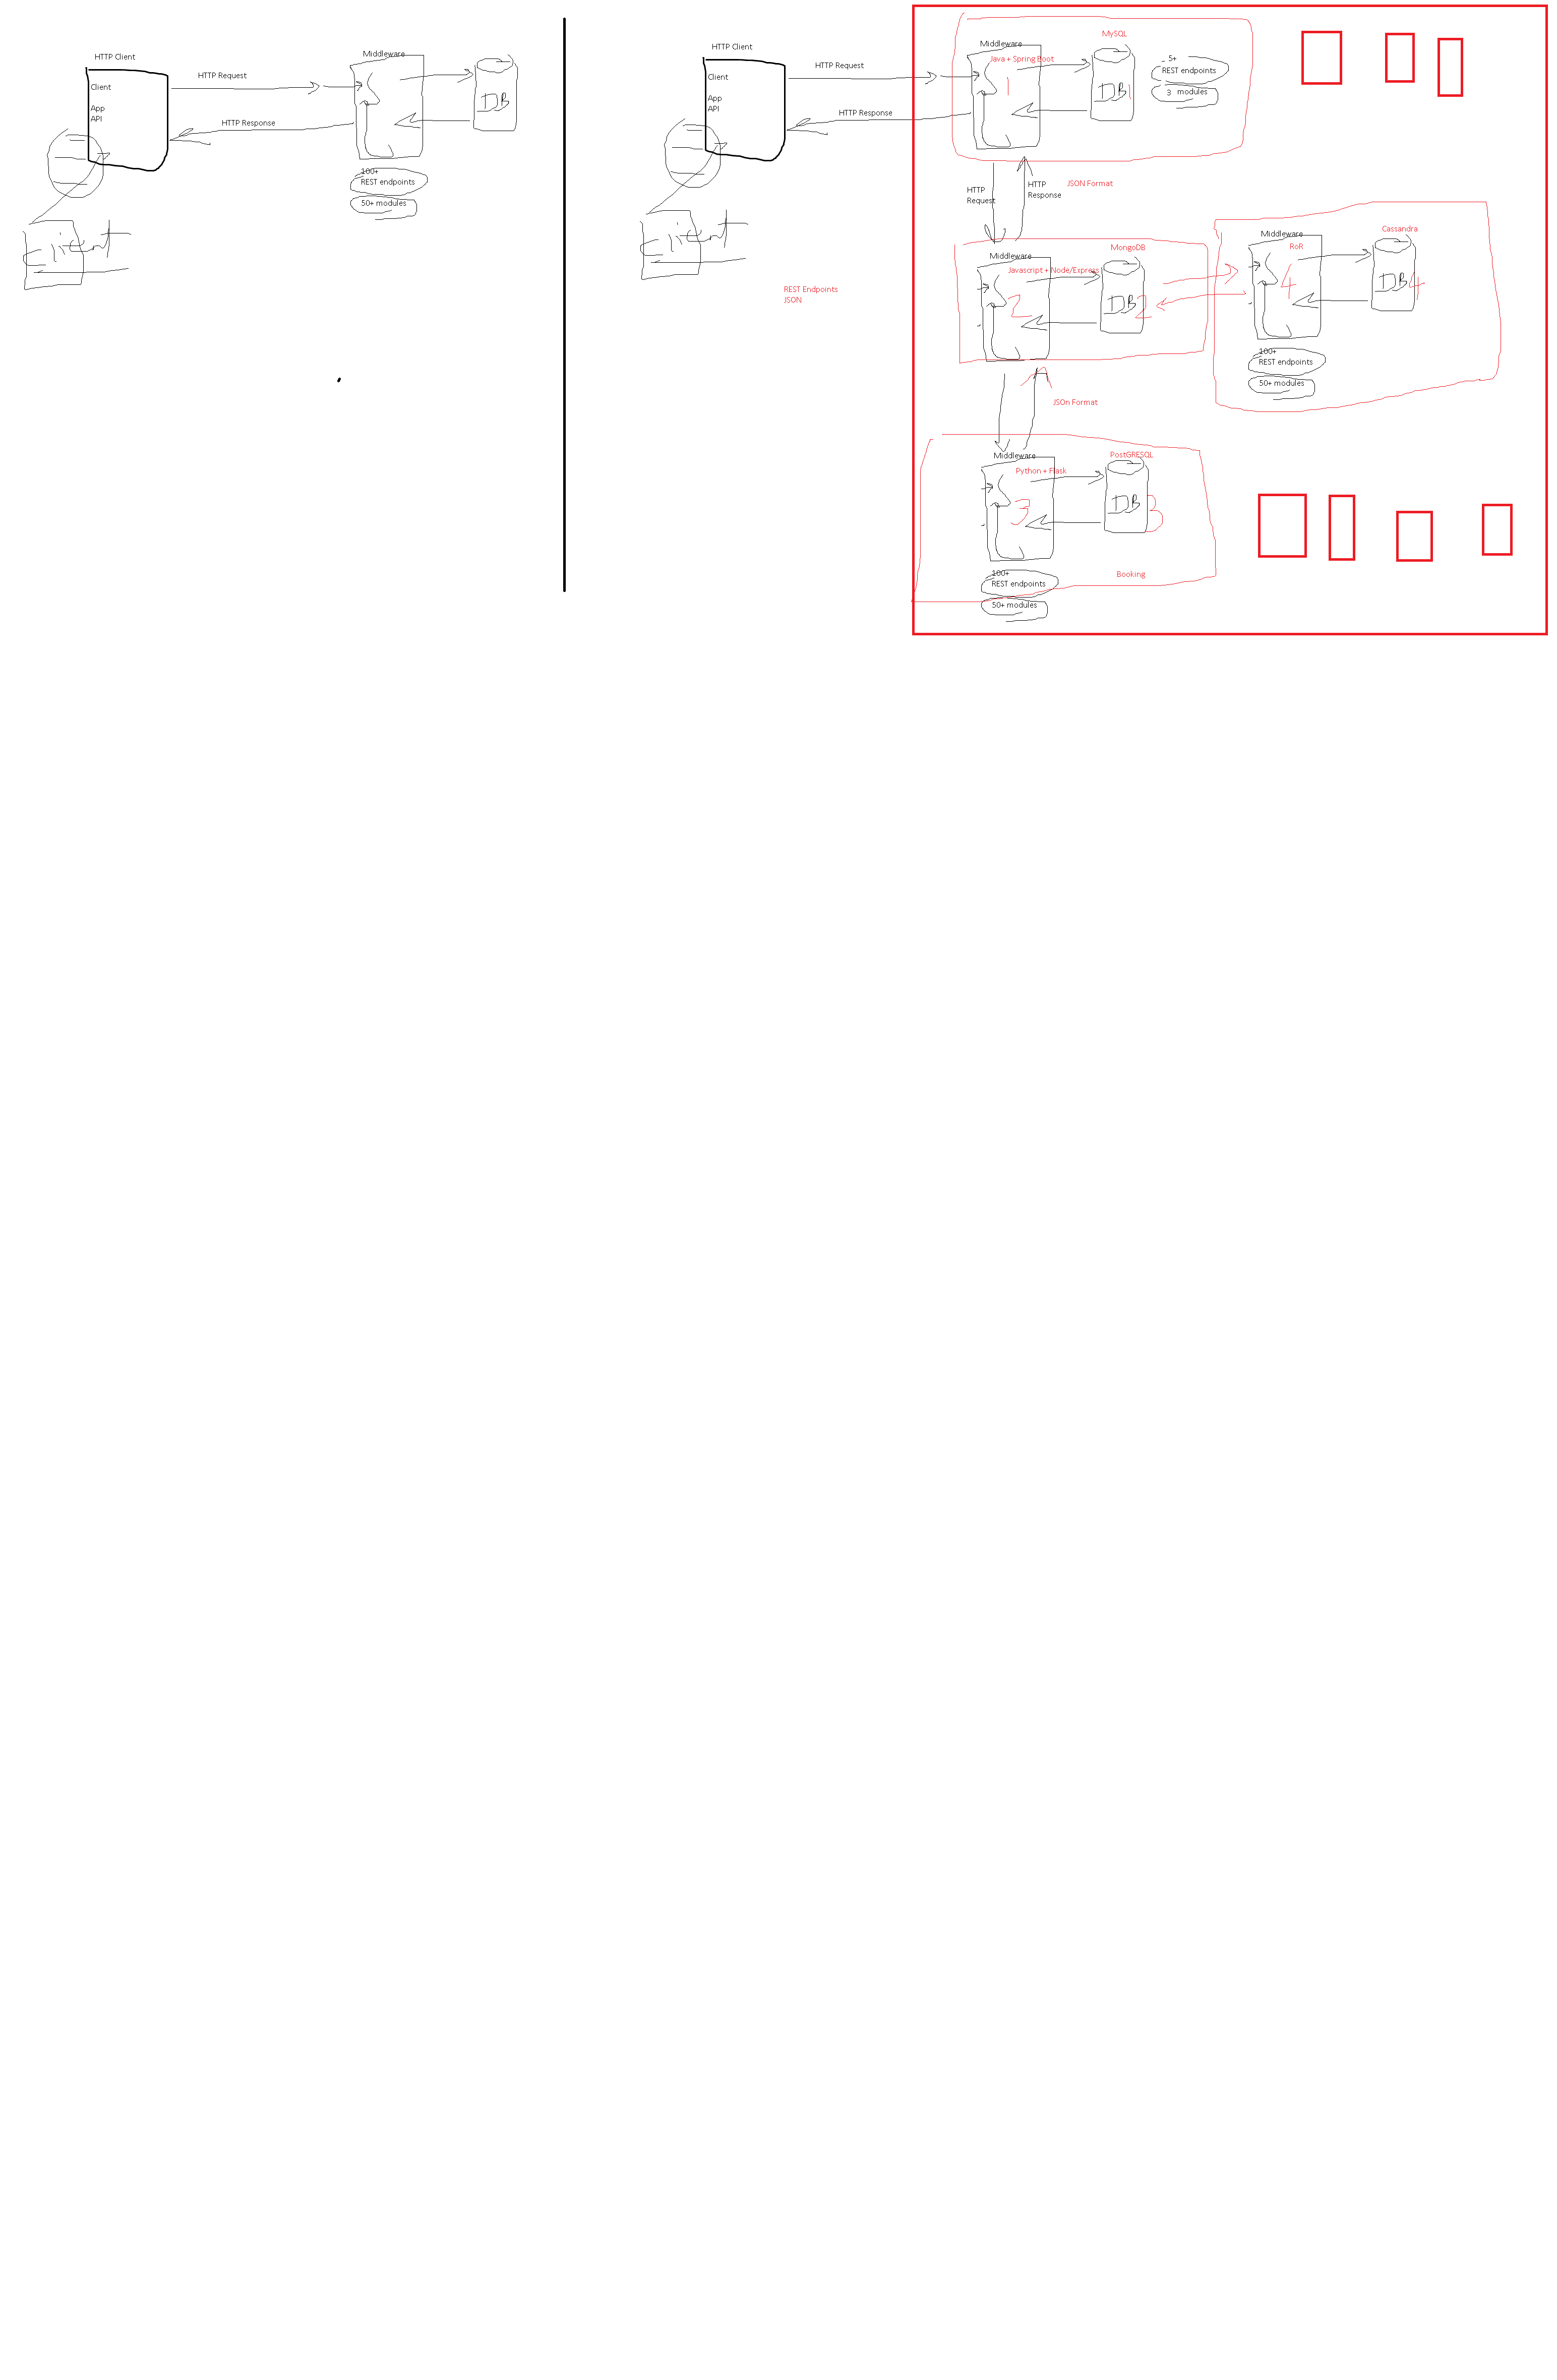 HTTP Client
Client
App
API
HTTP Request
HTTP Response
Middleware
DB
100+
REST endpoints
50+ modules
Client
HTTP Client
Client
App
API
HTTP Request
HTTP Response
Client
REST Endpoints
JSON
Middleware
Java + Spring Boot
1
MySQL
DB1
5+
REST endpoints
3 modules
HTTP
Request
HTTP
Response
JSON Format
Middleware
Javascript + Node/Express
2
MongoDB
DB2
Middleware
RoR
4
Cassandra
DB4
100+
REST endpoints
50+ modules
JSOn Format
Middleware
Python + Flask
3
PostGRESQL
DB3
Booking
100+
REST endpoints
50+ modules